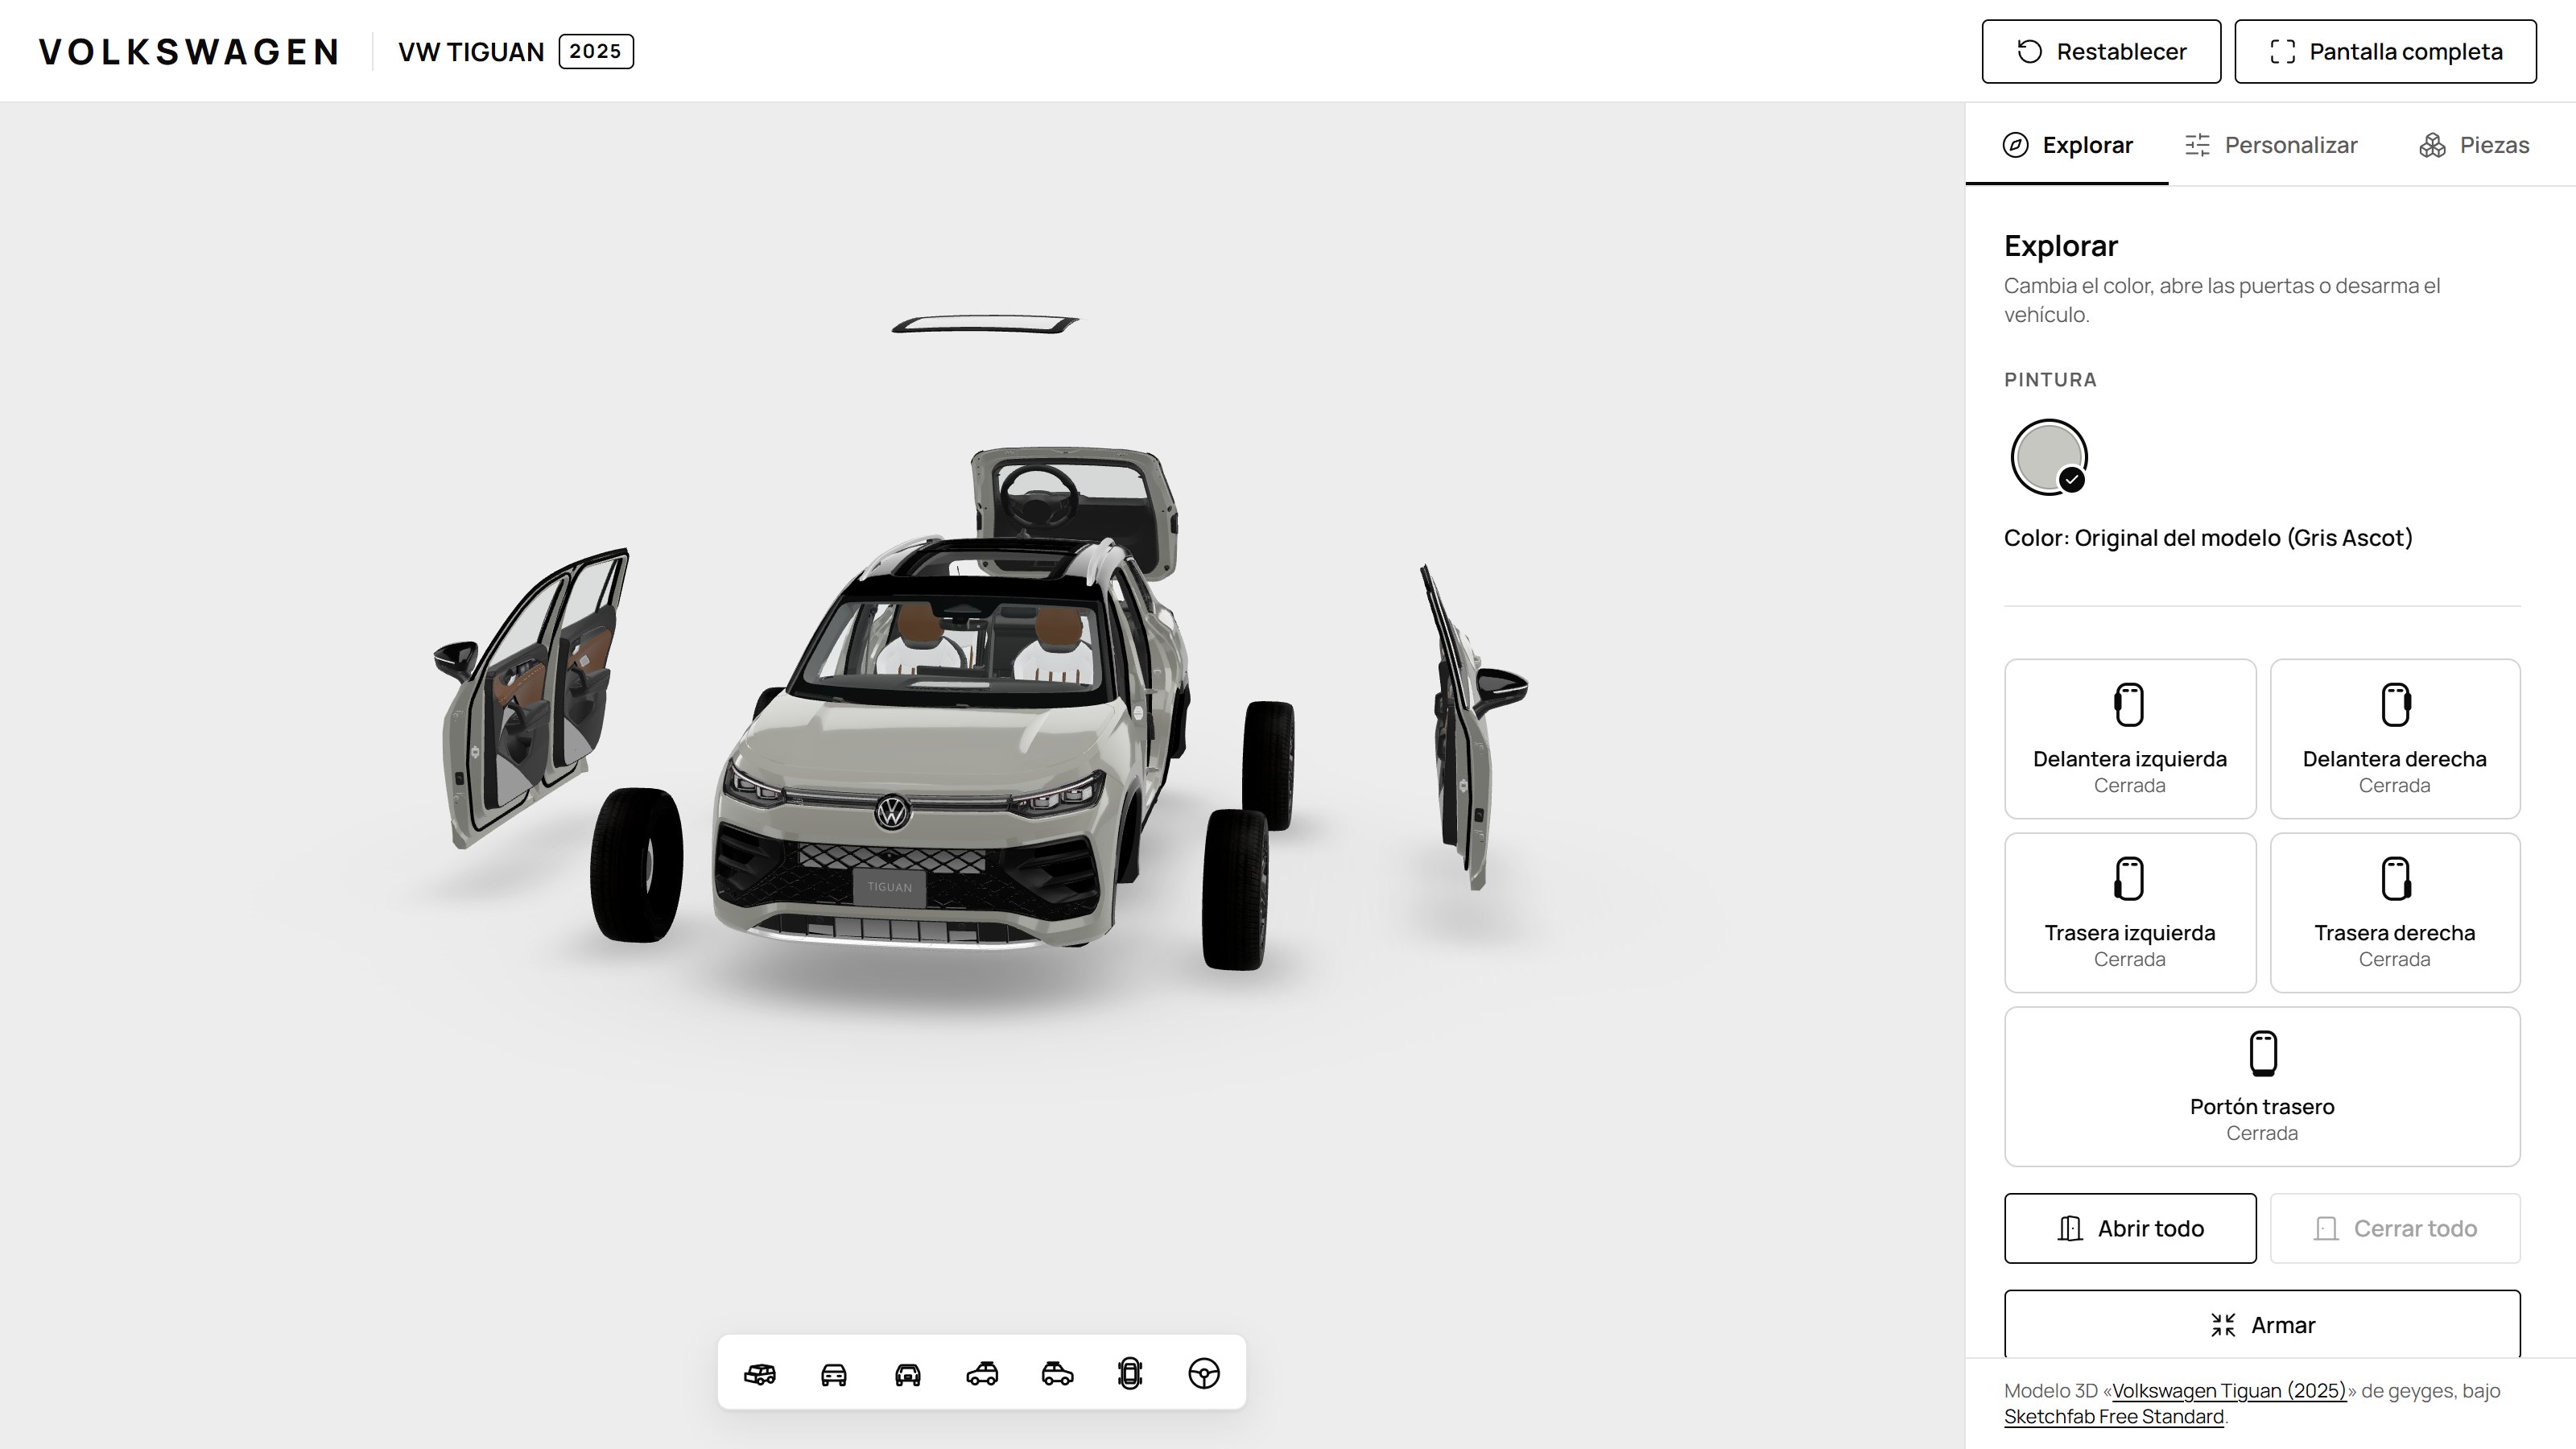 VOLKSWAGEN
VW TIGUAN
2025
Restablecer
Pantalla completa
Explorar
Personalizar
Piezas
Explorar
Cambia el color, abre las puertas o desarma el
vehículo.
PINTURA
Color: Original del modelo (Gris Ascot)
Delantera izquierda
Cerrada
Delantera derecha
Cerrada
Trasera izquierda
Cerrada
Trasera derecha
Cerrada
Portón trasero
Cerrada
Abrir todo
Cerrar todo
Armar
Modelo 3D «Volkswagen Tiguan (2025)» de geyges, bajo
Sketchfab Free Standard.
TIGUAN